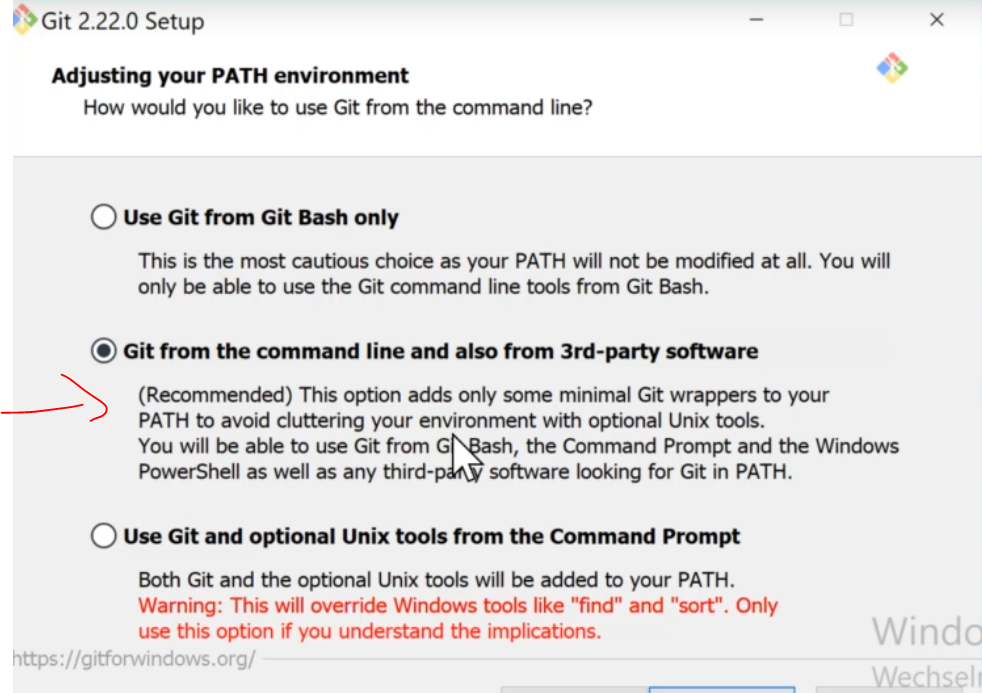 Git 2.22.0 Setup
Adjusting your PATH environment
How would you like to use Git from the command line?
Use Git from Git Bash only
This is the most cautious choice as your PATH will not be modified at all. You will
only be able to use the Git command line tools from Git Bash.
Git from the command line and also from 3rd-party software
(Recommended) This option adds only some minimal Git wrappers to your
PATH to avoid cluttering your environment with optional Unix tools.
You will be able to use Git from Git Bash, the Command Prompt and the Windows
PowerShell as well as any third-party software looking for Git in PATH.
Use Git and optional Unix tools from the Command Prompt
Both Git and the optional Unix tools will be added to your PATH.
Warning: This will override Windows tools like "find" and "sort". Only
use this option if you understand the implications.
Windo
https://gitforwindows.org/
Wechseln